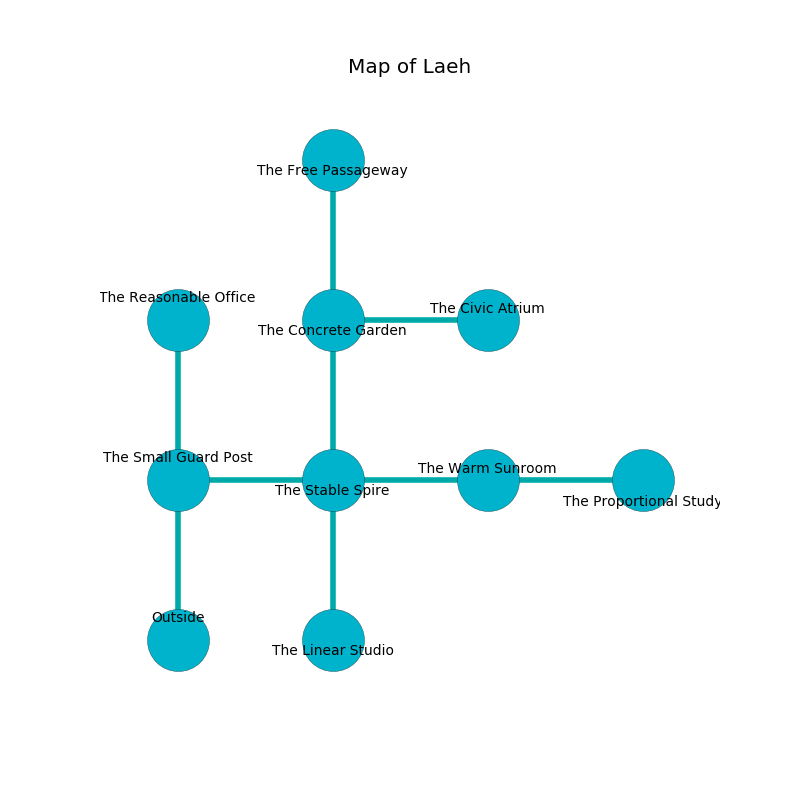 Map of Laeh
The Free Passageway
The Reasonable Office
The Civic Atrium
The Concrete Garden
The Small Guard Post
The Warm Sunroom
The Stable Spire
The Proportional Study
Outside
The Linear Studio